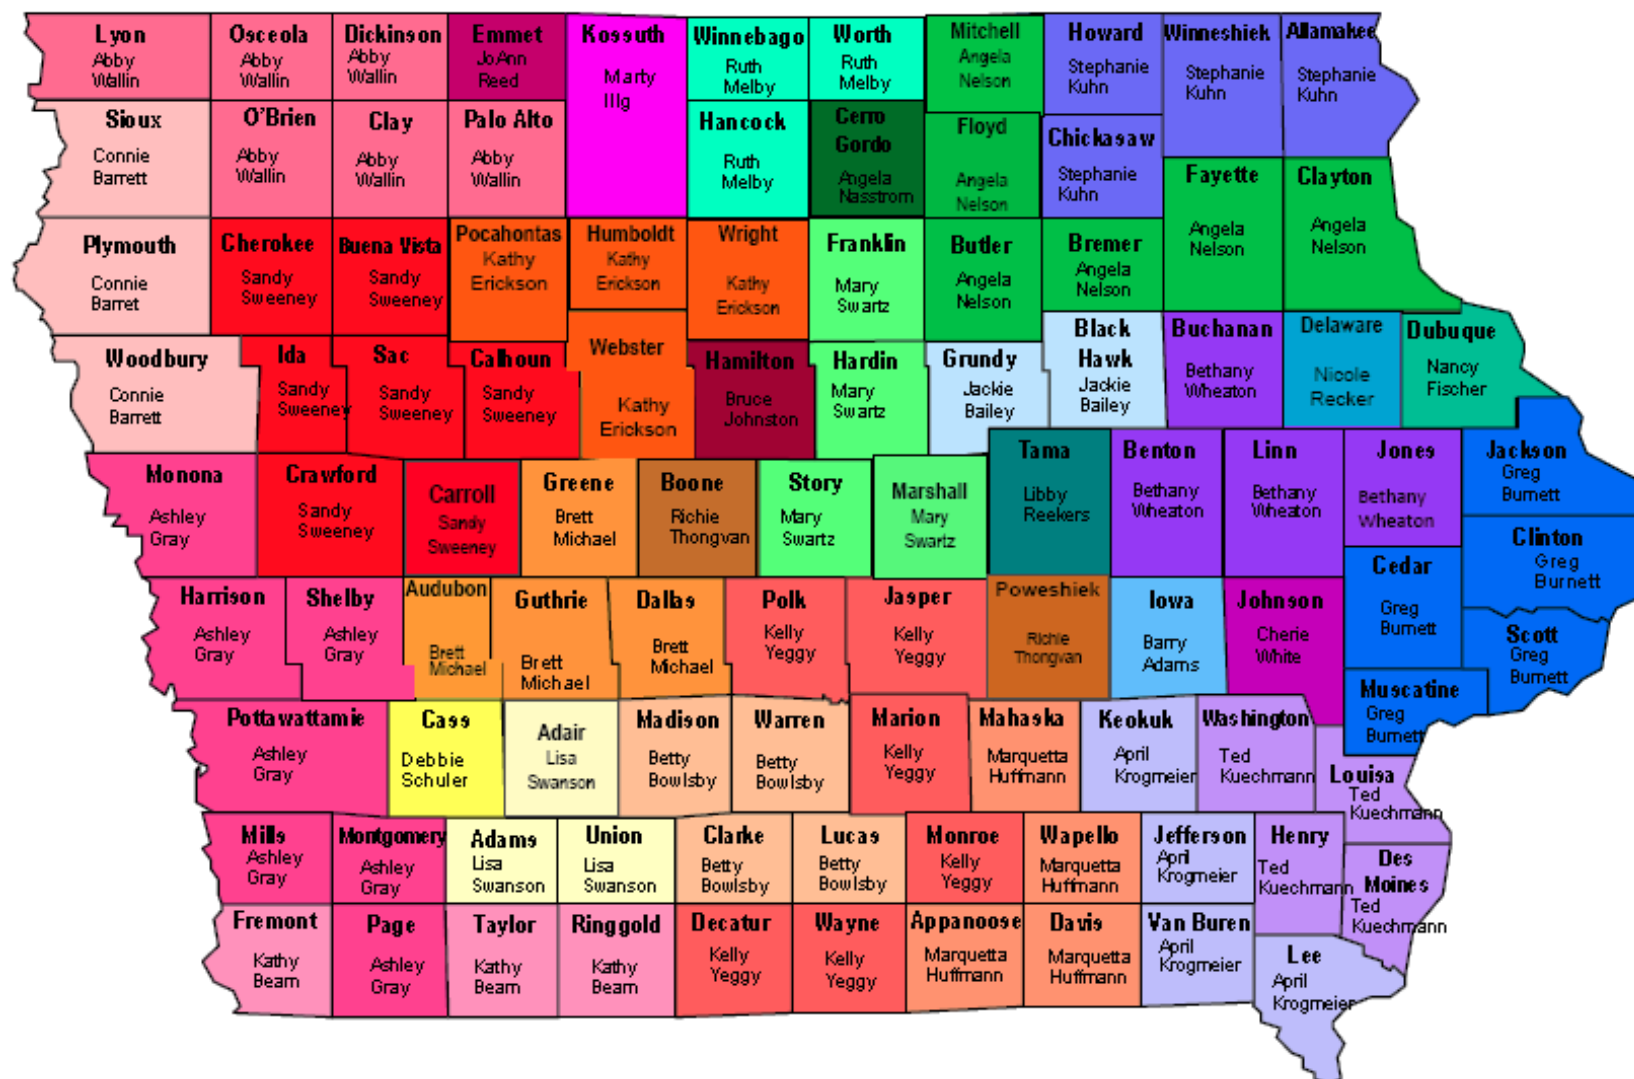 Lyon
Abby
Wallin
Osceola
Abby
Wallin
Dickinson
Abby
Wallin
Emmet
JoAnn
Reed
Kossuth
Marty
Illg
Winnebago
Ruth
Melby
Worth
Ruth
Melby
Mitchell
Angela
Nelson
Howard
Stephanie
Kuhn
Winneshiek
Stephanie
Kuhn
Allamakee
Stephanie
Kuhn
Sioux
Connie
Barrett
O'Brien
Abby
Wallin
Clay
Abby
Wallin
Palo Alto
Abby
Wallin
Hancock
Ruth
Melby
Cerro
Gordo
Angela
Nasstrom
Floyd
Angela
Nelson
Chickasaw
Stephanie
Kuhn
Fayette
Angela
Nelson
Clayton
Angela
Nelson
Plymouth
Connie
Barret
Cherokee
Sandy
Sweeney
Buena Vista
Sandy
Sweeney
Pocahontas
Kathy
Erickson
Humboldt
Kathy
Erickson
Wright
Kathy
Erickson
Franklin
Mary
Swartz
Butler
Angela
Nelson
Bremer
Angela
Nelson
Woodbury
Connie
Barrett
Ida
Sandy
Sweeney
Sac
Sandy
Sweeney
Calhoun
Sandy
Sweeney
Webster
Kathy
Erickson
Hamilton
Bruce
Johnston
Hardin
Mary
Swartz
Grundy
Jackie
Bailey
Black
Hawk
Jackie
Bailey
Buchanan
Bethany
Wheaton
Delaware
Nicole
Recker
Dubuque
Nancy
Fischer
Monona
Ashley
Gray
Crawford
Sandy
Sweeney
Carroll
Sandy
Sweeney
Greene
Brett
Michael
Boone
Richie
Thongvan
Story
Mary
Swartz
Marshall
Mary
Swartz
Tama
Libby
Reekers
Benton
Bethany
Wheaton
Linn
Bethany
Wheaton
Jones
Bethany
Wheaton
Jackson
Greg
Burnett
Clinton
Greg
Burnett
Cedar
Greg
Burnett
Scott
Greg
Burnett
Harrison
Ashley
Gray
Shelby
Ashley
Gray
Audubon
Brett
Michael
Guthrie
Brett
Michael
Dallas
Brett
Michael
Polk
Kelly
Yeggy
Jasper
Kelly
Yeggy
Poweshiek
Richie
Thongvan
Iowa
Barry
Adams
Johnson
Cherie
White
Muscatine
Greg
Burnett
Pottawattamie
Ashley
Gray
Cass
Debbie
Schuler
Adair
Lisa
Swanson
Madison
Betty
Bowlsby
Warren
Betty
Bowlsby
Marion
Kelly
Yeggy
Mahaska
Marquetta
Huffmann
Keokuk
April
Krogmeier
Washington
Ted
Kuechmann
Louisa
Ted
Kuechmann
Mills
Ashley
Gray
Montgomery
Ashley
Gray
Adams
Lisa
Swanson
Union
Lisa
Swanson
Clarke
Betty
Bowlsby
Lucas
Betty
Bowlsby
Monroe
Kelly
Yeggy
Wapello
Marquetta
Huffmann
Jefferson
April
Krogmeier
Henry
Ted
Kuechmann
Des
Moines
Ted
Kuechmann
Fremont
Kathy
Beam
Page
Ashley
Gray
Taylor
Kathy
Beam
Ringgold
Kathy
Beam
Decatur
Kelly
Yeggy
Wayne
Kelly
Yeggy
Appanoose
Marquetta
Huffmann
Davis
Marquetta
Huffmann
Van Buren
April
Krogmeier
Lee
April
Krogmeier